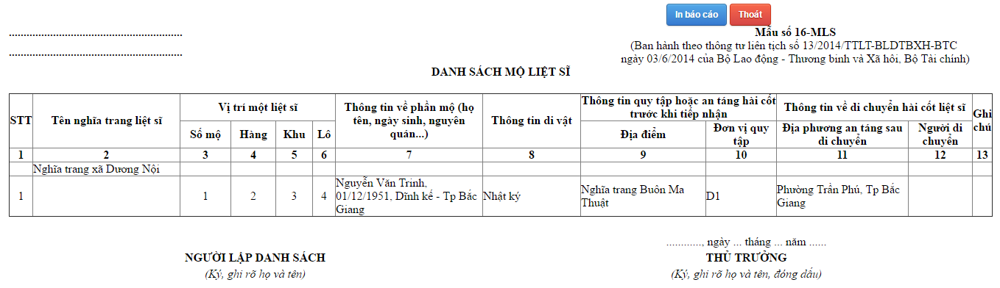 In báo cáo Thoát
............................................................ Mẫu số 16-MLS
(Ban hành theo thông tư liên tịch số 13/2014/TTLT-BLDTBXH-BTC
............................................................ ngày 03/6/2014 của Bộ Lao động - Thương binh và Xã hôi, Bộ Tài chính)
DANH SÁCH MỘ LIỆT SĨ
STT Tên nghĩa trang liệt sĩ Vị trí một liệt sĩ Thông tin về phần mộ (họ tên, ngày sinh, nguyên quán...) Thông tin di vật Thông tin quy tập hoặc an táng hài cốt trước khi tiếp nhận Thông tin về di chuyển hài cốt liệt sĩ Ghi chú
Số mộ Hàng Khu Lô Địa điểm Đơn vị quy tập Địa phương an táng sau di chuyển Người di chuyển
1 2 3 4 5 6 7 8 9 10 11 12 13
Nghĩa trang xã Dương Nội
1 1 2 3 4 Nguyễn Văn Trinh, 01/12/1951, Dĩnh kế - Tp Bắc Giang Nhật ký Nghĩa trang Buôn Ma Thuật D1 Phường Trần Phú, Tp Bắc Giang
............, ngày ... tháng ... năm ......
NGƯỜI LẬP DANH SÁCH THỦ TRƯỞNG
(Ký, ghi rõ họ và tên) (Ký, ghi rõ họ và tên, đóng dấu)